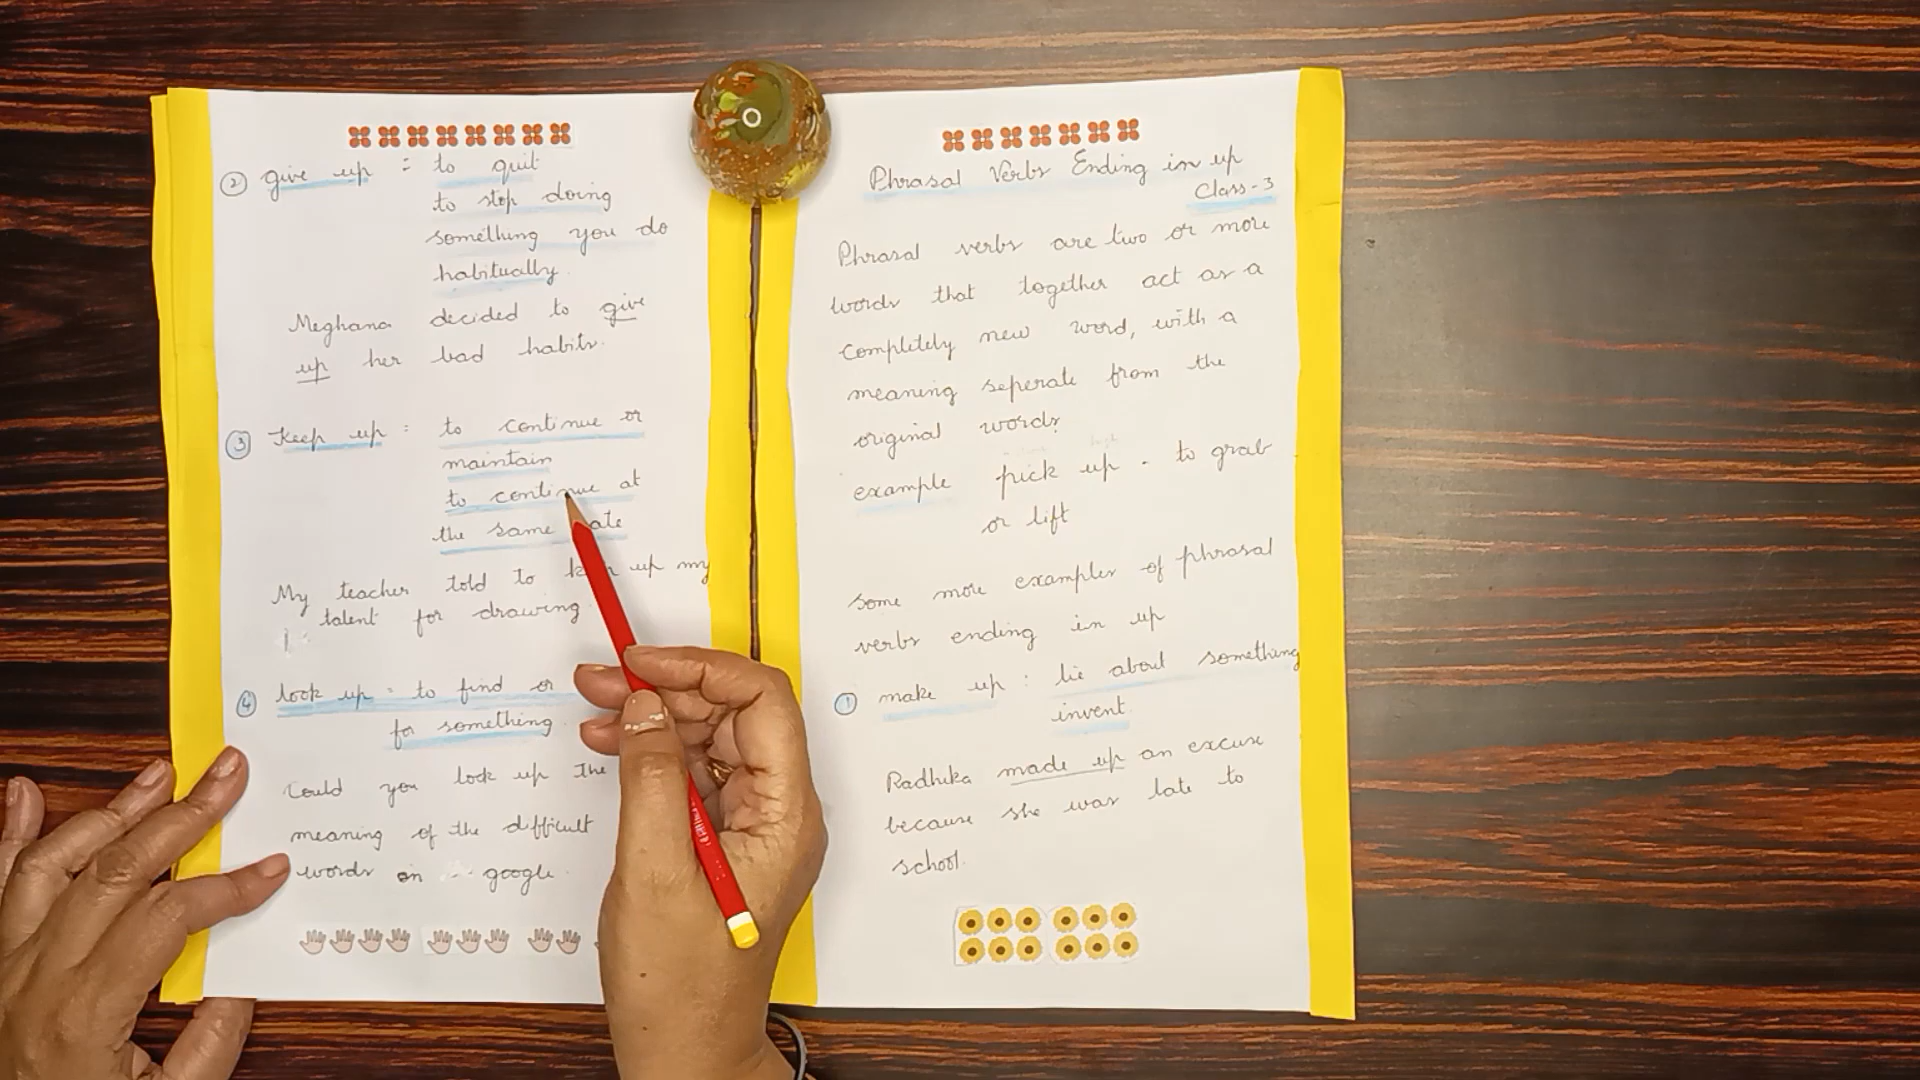 ② give up : to quit
to stop doing
something you do
habitually.
Meghana decided to give
up her bad habits.
③ Keep up : to continue or
maintain
to continue at
the same
My teacher told to up my
talent for drawing
④ look up : to find or
for something.
Could you look up the
meaning of the difficult
words on google.
Phrasal Verbs Ending in up
Class-3
Phrasal verbs are two or more
words that together act as a
completely new word, with a
meaning seperate from the
original words
example pick up - to grab
or lift
some more examples of phrasal
verbs ending in up
① make up : lie about something
invent
Radhika made up an excuse
because she was late to
school.